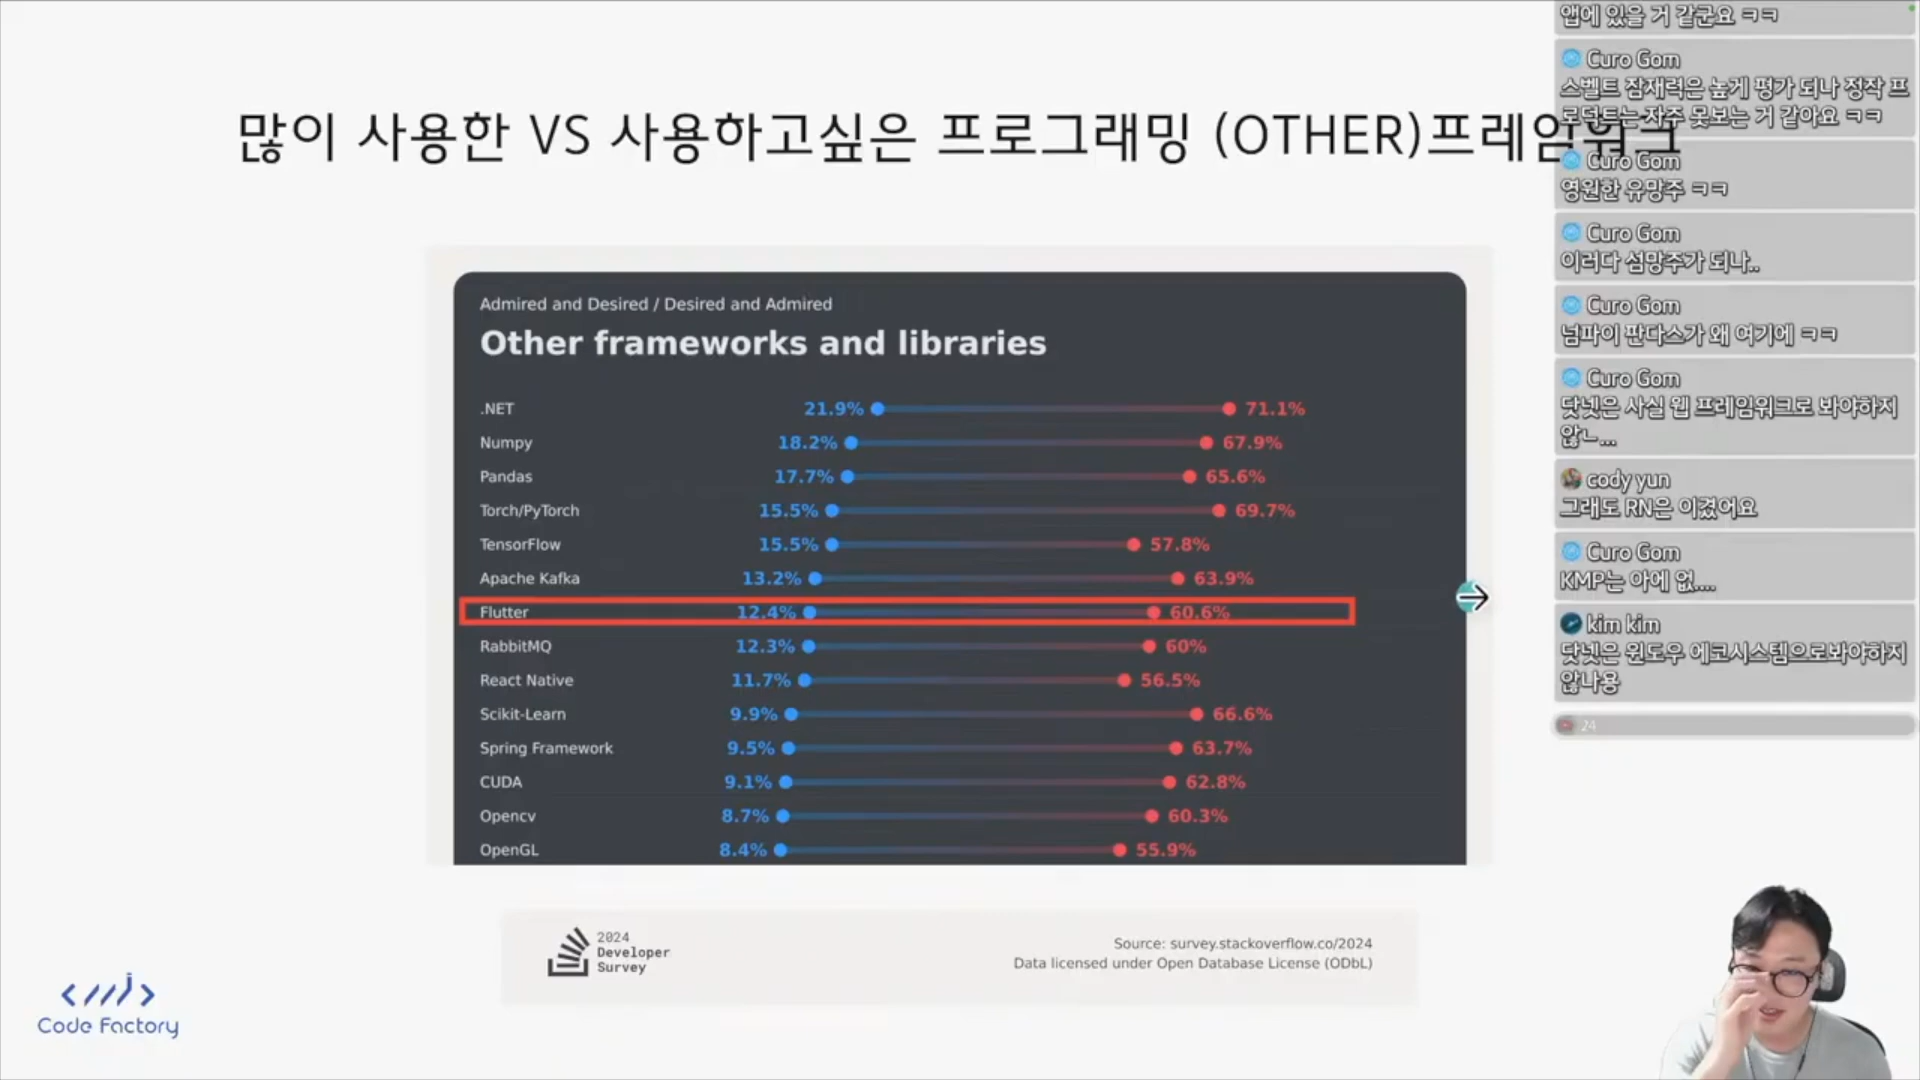 많이 사용한 VS 사용하고싶은 프로그래밍 (OTHER)프레임워크
Admired and Desired / Desired and Admired
Other frameworks and libraries
.NET 21.9% 71.1%
Numpy 18.2% 67.9%
Pandas 17.7% 65.6%
Torch/PyTorch 15.5% 69.7%
TensorFlow 15.5% 57.8%
Apache Kafka 13.2% 63.9%
Flutter 12.4% 60.6%
RabbitMQ 12.3% 60%
React Native 11.7% 56.5%
Scikit-Learn 9.9% 66.6%
Spring Framework 9.5% 63.7%
CUDA 9.1% 62.8%
Opencv 8.7% 60.3%
OpenGL 8.4% 55.9%
2024
Developer
Survey
Source: survey.stackoverflow.co/2024
Data licensed under Open Database License (ODbL)
Code Factory
앱에 있을 거 같군요 ㅋㅋ
Curo Gom
스벨트 잠재력은 높게 평가 되나 정작 프
로덕트는 자주 못보는 거 같아요 ㅋㅋ
Curo Gom
영원한 유망주 ㅋㅋ
Curo Gom
이러다 섬망주가 되나..
Curo Gom
넘파이 판다스가 왜 여기에 ㅋㅋ
Curo Gom
닷넷은 사실 웹 프레임워크로 봐야하지
않ㄴ...
cody yun
그래도 RN은 이겼어요
Curo Gom
KMP는 아예 없....
kim kim
닷넷은 윈도우 에코시스템으로봐야하지
않나용
24